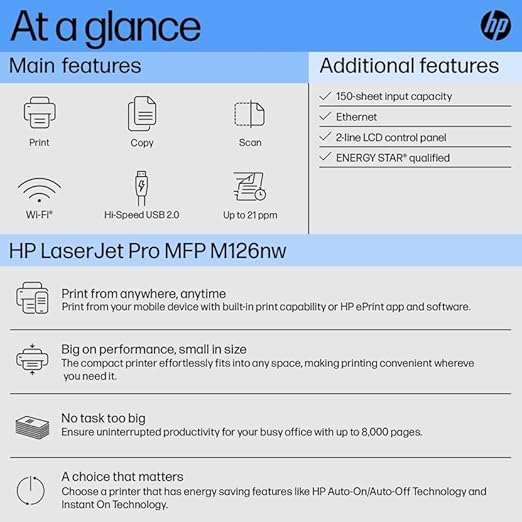 At a glance
hp
Main features
Additional features
Print
Copy
Scan
Wi-Fi®
Hi-Speed USB 2.0
Up to 21 ppm
150-sheet input capacity
Ethernet
2-line LCD control panel
ENERGY STAR® qualified
HP LaserJet Pro MFP M126nw
Print from anywhere, anytime
Print from your mobile device with built-in print capability or HP ePrint app and software.
Big on performance, small in size
The compact printer effortlessly fits into any space, making printing convenient whereve
you need it.
No task too big
Ensure uninterrupted productivity for your busy office with up to 8,000 pages.
A choice that matters
Choose a printer that has energy saving features like HP Auto-On/Auto-Off Technology and
Instant On Technology.